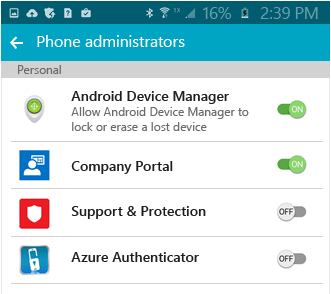 1X 16% 2:39 PM
Phone administrators
Personal
Android Device Manager
Allow Android Device Manager to
lock or erase a lost device
ON
Company Portal
ON
Support & Protection
OFF
Azure Authenticator
OFF